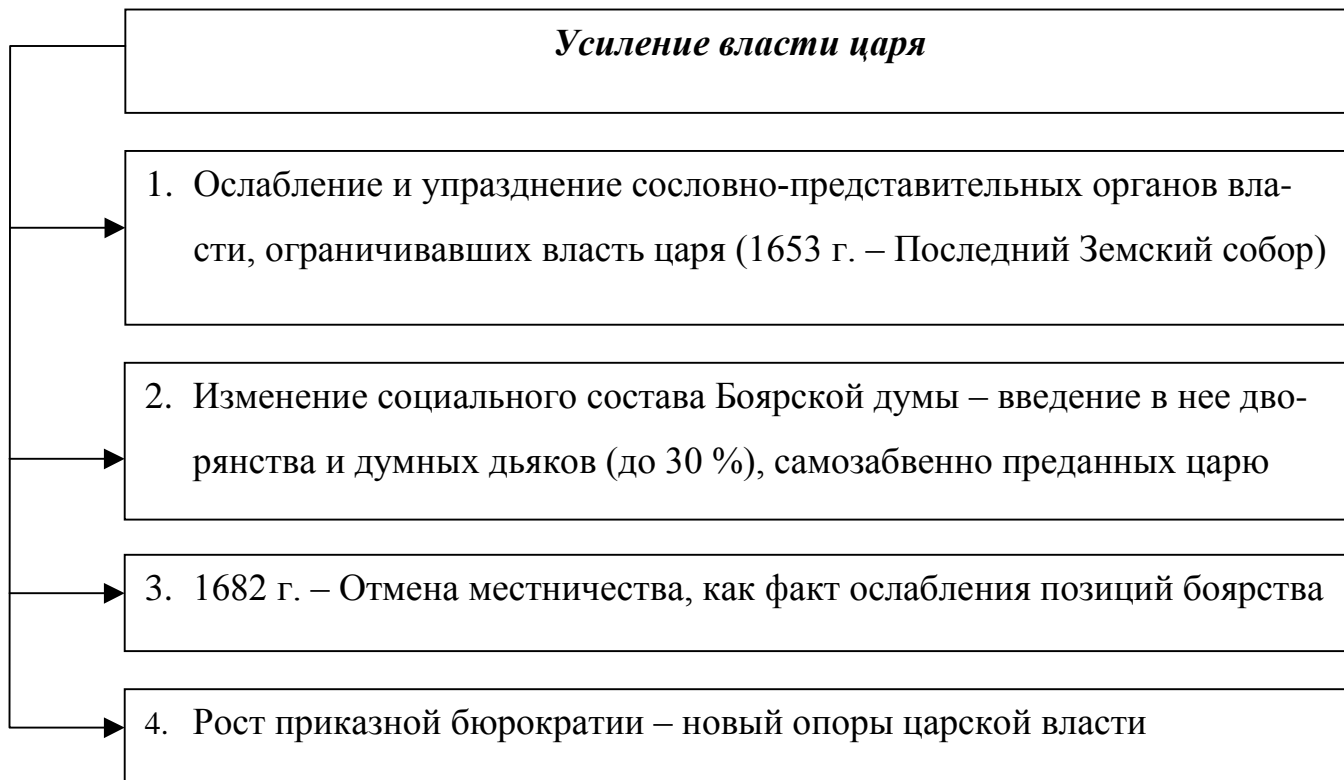 Усиление власти царя
1. Ослабление и упразднение сословно-представительных органов вла-
сти, ограничивавших власть царя (1653 г. – Последний Земский собор)
2. Изменение социального состава Боярской думы – введение в нее дво-
рянства и думных дьяков (до 30 %), самозабвенно преданных царю
3. 1682 г. – Отмена местничества, как факт ослабления позиций боярства
4. Рост приказной бюрократии – новый опоры царской власти